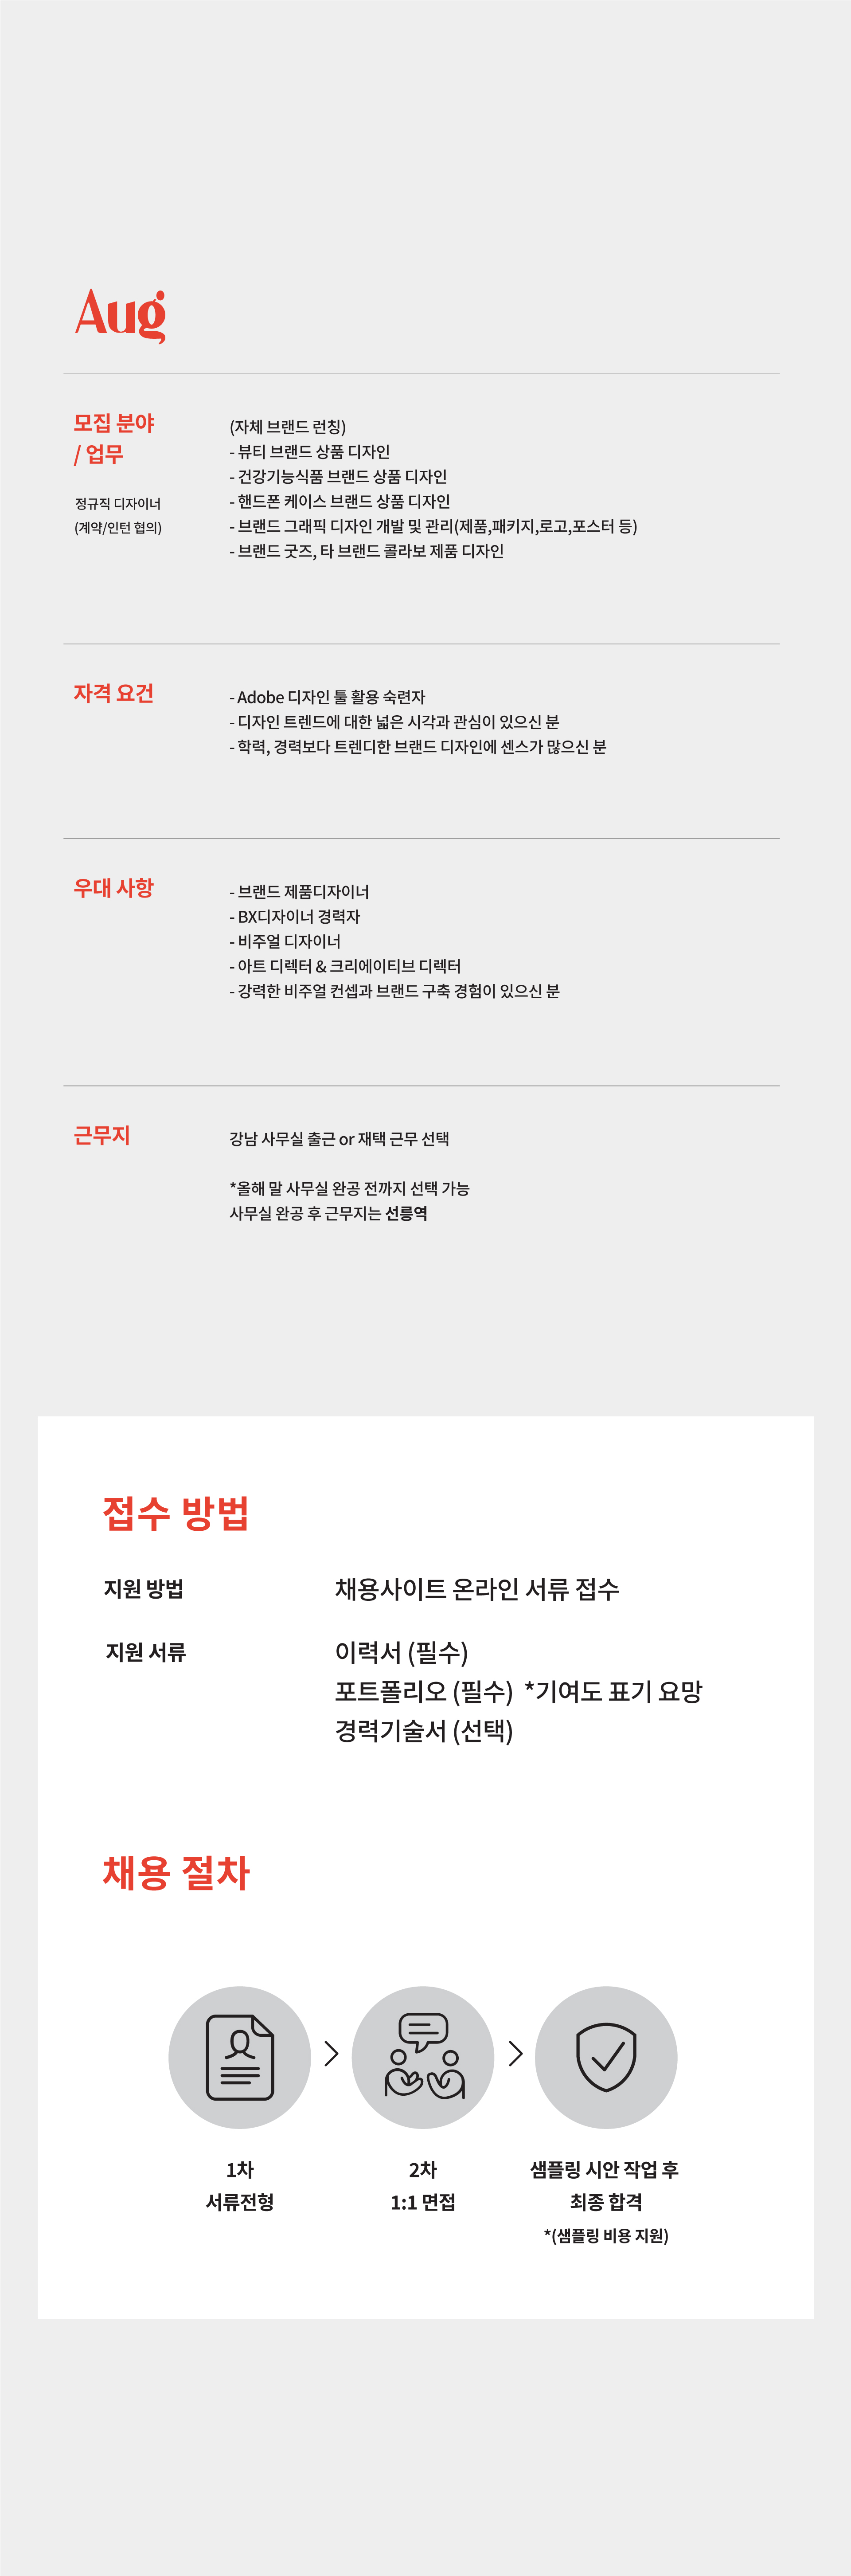 Aug
모집 분야
/ 업무
정규직 디자이너
(계약/인턴 협의)
(자체 브랜드 런칭)
- 뷰티 브랜드 상품 디자인
- 건강기능식품 브랜드 상품 디자인
- 핸드폰 케이스 브랜드 상품 디자인
- 브랜드 그래픽 디자인 개발 및 관리(제품,패키지,로고,포스터 등)
- 브랜드 굿즈, 타 브랜드 콜라보 제품 디자인
자격 요건
- Adobe 디자인 툴 활용 숙련자
- 디자인 트렌드에 대한 넓은 시각과 관심이 있으신 분
- 학력, 경력보다 트렌디한 브랜드 디자인에 센스가 많으신 분
우대 사항
- 브랜드 제품디자이너
- BX디자이너 경력자
- 비주얼 디자이너
- 아트 디렉터 & 크리에이티브 디렉터
- 강력한 비주얼 컨셉과 브랜드 구축 경험이 있으신 분
근무지
강남 사무실 출근 or 재택 근무 선택
*올해 말 사무실 완공 전까지 선택 가능
사무실 완공 후 근무지는 선릉역
접수 방법
지원 방법
채용사이트 온라인 서류 접수
지원 서류
이력서 (필수)
포트폴리오 (필수) *기여도 표기 요망
경력기술서 (선택)
채용 절차
1차
서류전형
2차
1:1 면접
샘플링 시안 작업 후
최종 합격
*(샘플링 비용 지원)